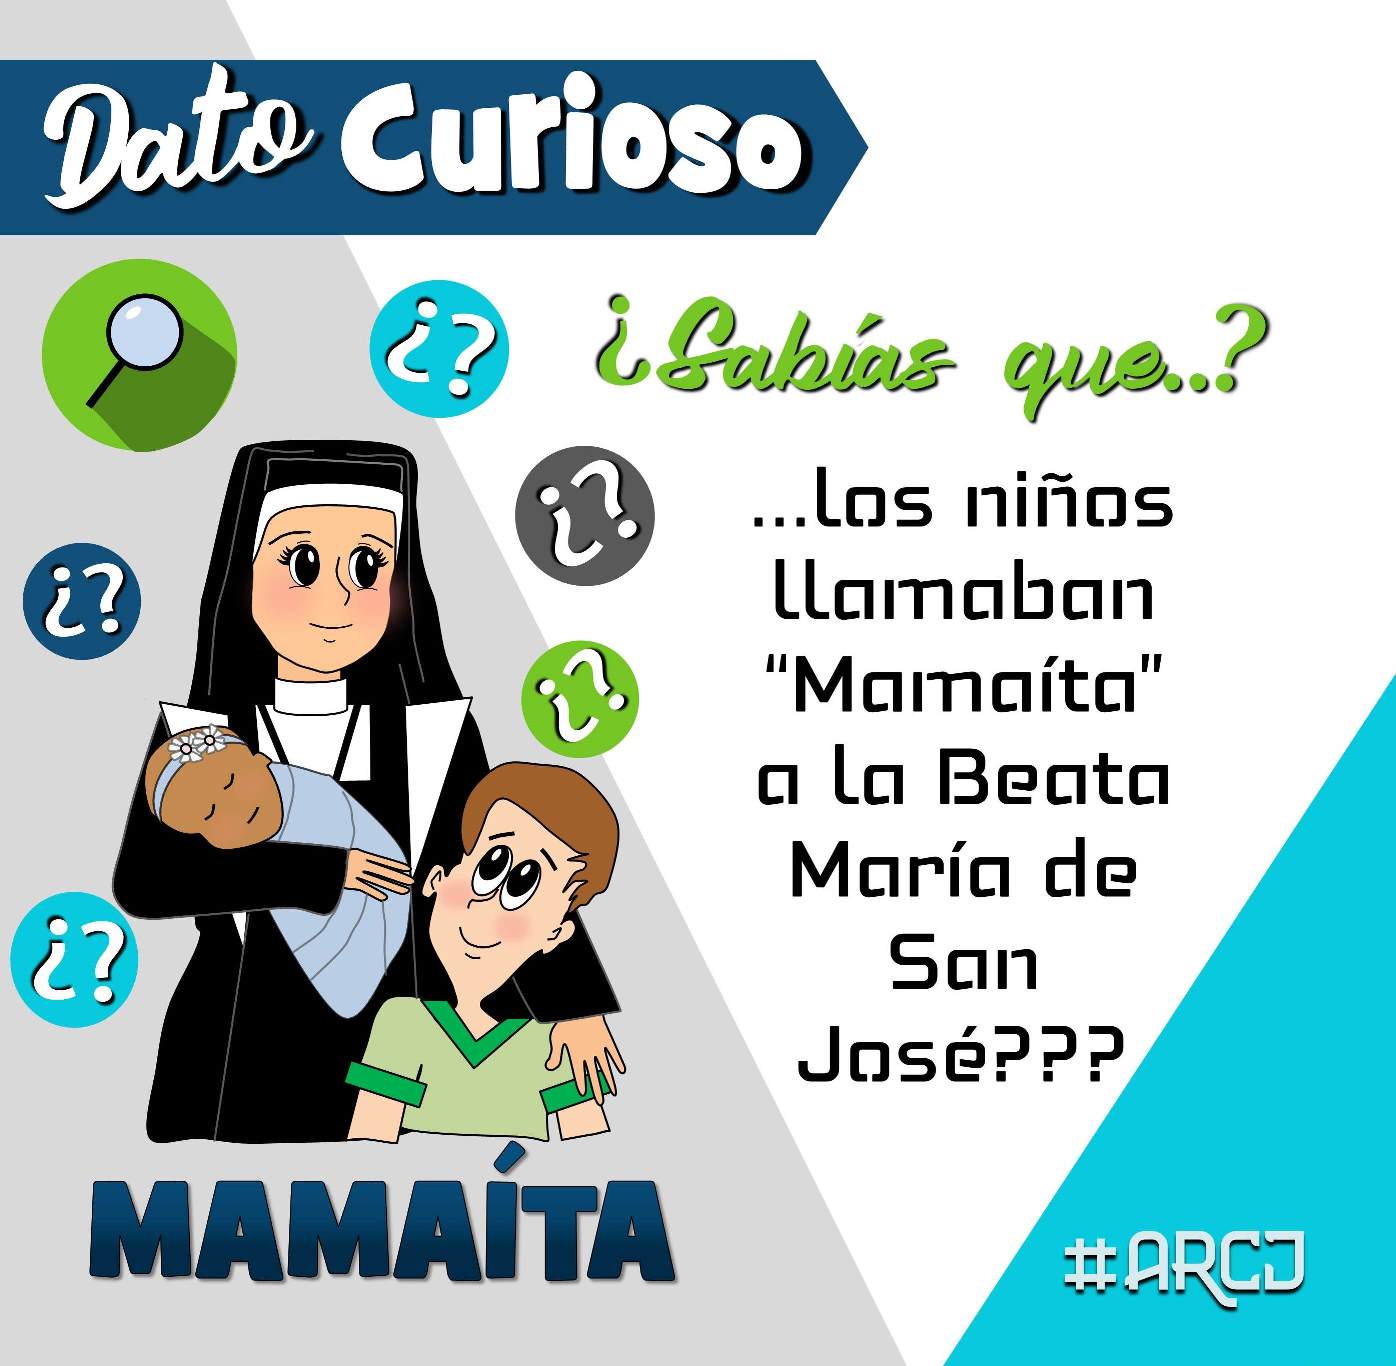 Dato Curioso
¿?
¿Sabías que..?
¿?
...los niños
¿?
llamaban
"Mamaíta"
¿?
a la Beata
María de
¿?
San
José???
MAMAÍTA
#ARCJ